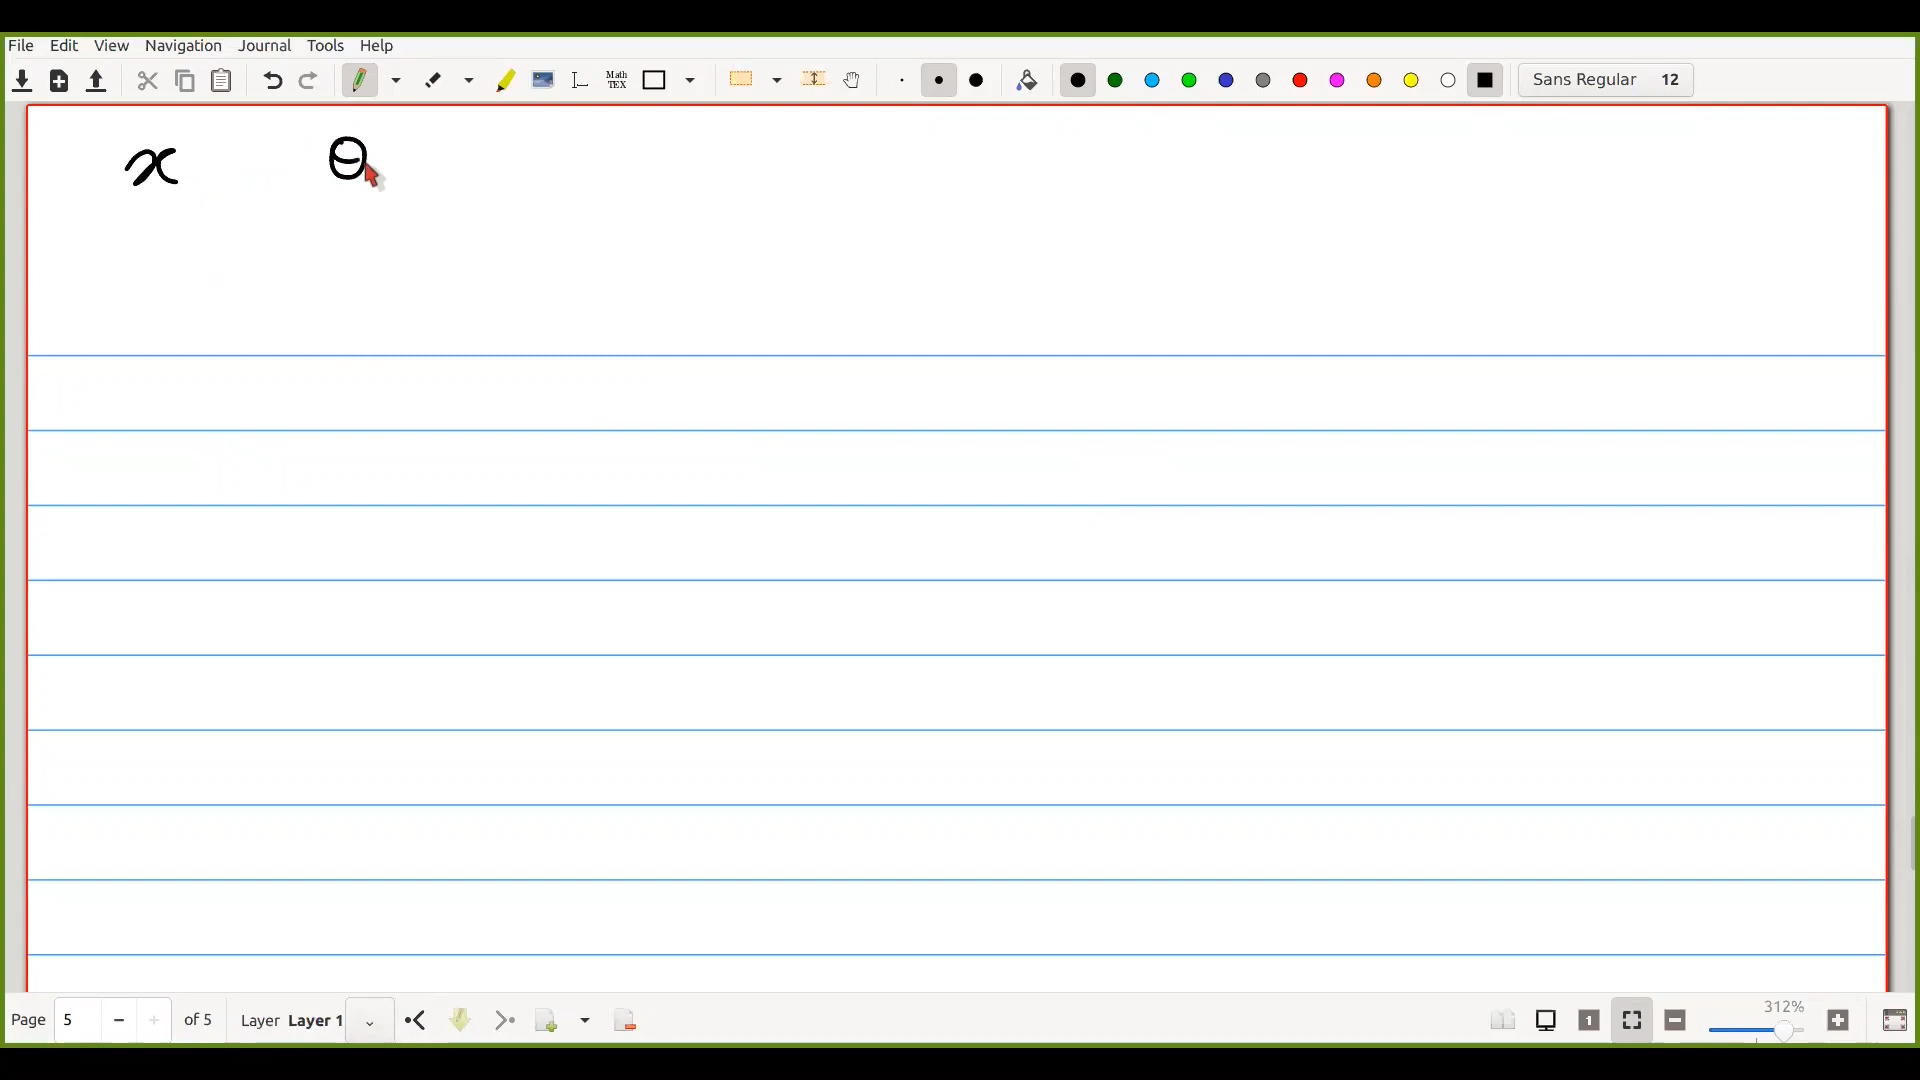 File Edit View Navigation Journal Tools Help
Math TEX Sans Regular 12
x θ
Page 5 of 5 Layer Layer 1 1 312%